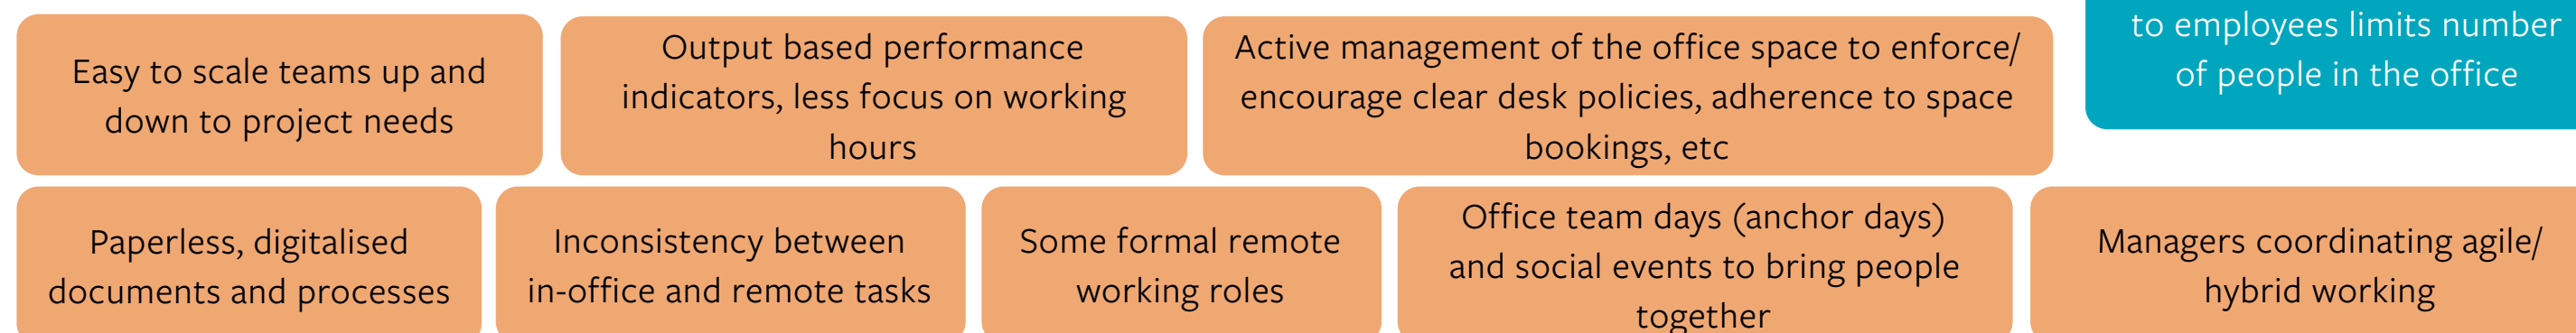 Easy to scale teams up and
down to project needs
Output based performance
indicators, less focus on working
hours
Active management of the office space to enforce/
encourage clear desk policies, adherence to space
bookings, etc
to employees limits number
of people in the office
Paperless, digitalised
documents and processes
Inconsistency between
in-office and remote tasks
Some formal remote
working roles
Office team days (anchor days)
and social events to bring people
together
Managers coordinating agile/
hybrid working